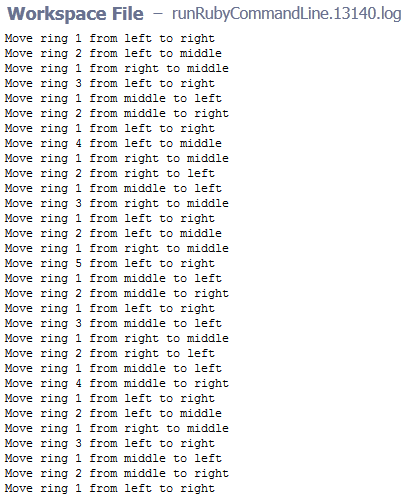 Workspace File – runRubyCommandLine.13140.log
Move ring 1 from left to right
Move ring 2 from left to middle
Move ring 1 from right to middle
Move ring 3 from left to right
Move ring 1 from middle to left
Move ring 2 from middle to right
Move ring 1 from left to right
Move ring 4 from left to middle
Move ring 1 from right to middle
Move ring 2 from right to left
Move ring 1 from middle to left
Move ring 3 from right to middle
Move ring 1 from left to right
Move ring 2 from left to middle
Move ring 1 from right to middle
Move ring 5 from left to right
Move ring 1 from middle to left
Move ring 2 from middle to right
Move ring 1 from left to right
Move ring 3 from middle to left
Move ring 1 from right to middle
Move ring 2 from right to left
Move ring 1 from middle to left
Move ring 4 from middle to right
Move ring 1 from left to right
Move ring 2 from left to middle
Move ring 1 from right to middle
Move ring 3 from left to right
Move ring 1 from middle to left
Move ring 2 from middle to right
Move ring 1 from left to right